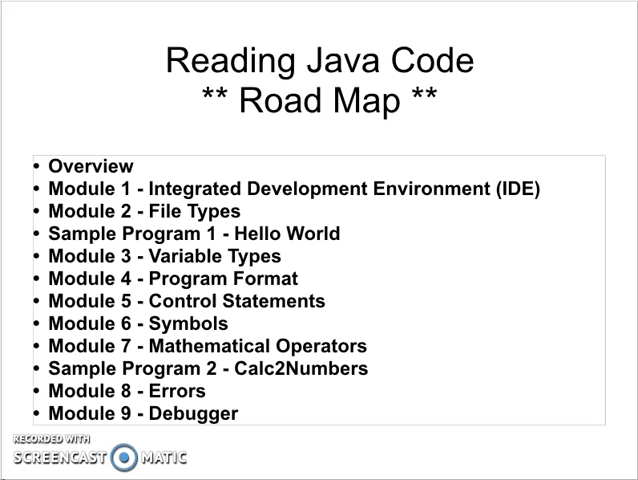 Reading Java Code
** Road Map **
• Overview
• Module 1 - Integrated Development Environment (IDE)
• Module 2 - File Types
• Sample Program 1 - Hello World
• Module 3 - Variable Types
• Module 4 - Program Format
• Module 5 - Control Statements
• Module 6 - Symbols
• Module 7 - Mathematical Operators
• Sample Program 2 - Calc2Numbers
• Module 8 - Errors
• Module 9 - Debugger
RECORDED WITH
SCREENCAST MATIC